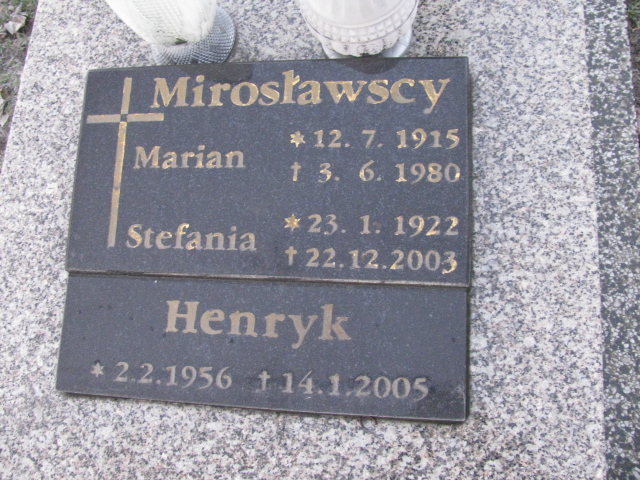 Mirosławscy
Marian
* 12. 7. 1915
† 3. 6. 1980
Stefania
* 23. 1. 1922
† 22.12.2003
Henryk
* 2.2.1956 † 14.1.2005